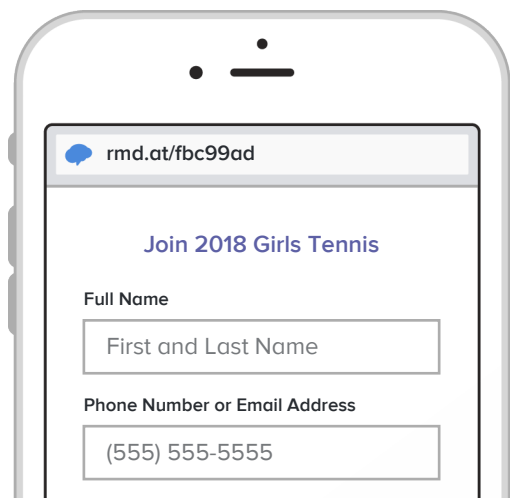 rmd.at/fbc99ad
Join 2018 Girls Tennis
Full Name
First and Last Name
Phone Number or Email Address
(555) 555-5555